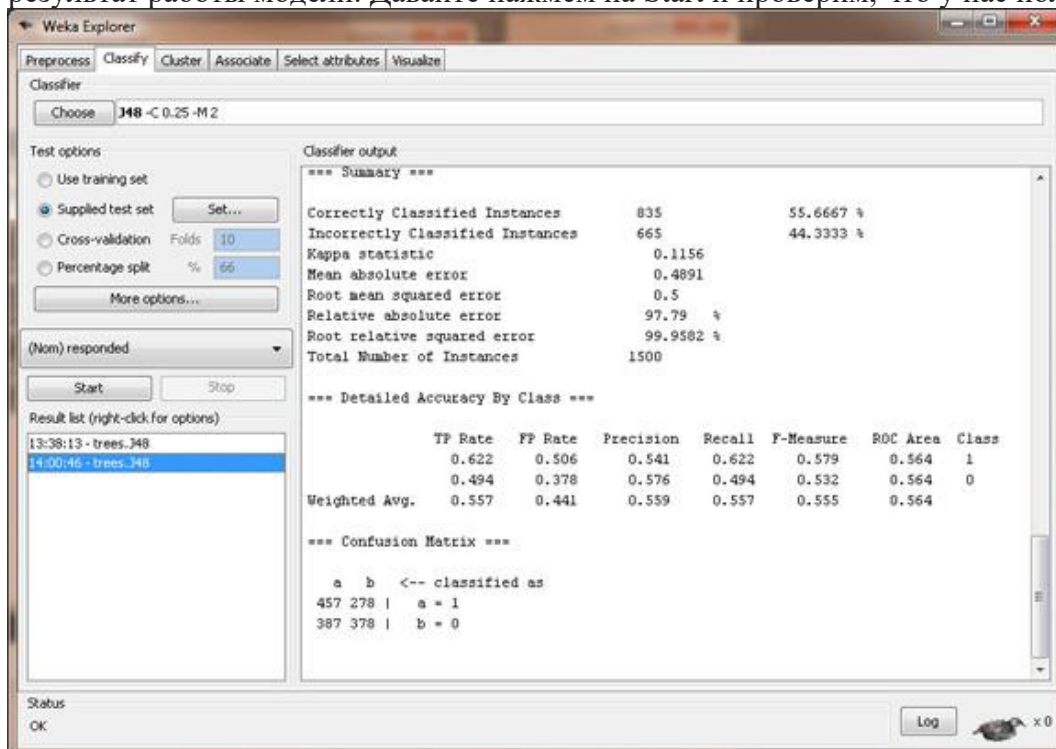 результат работы модели. Давайте нажмем на Start и проверим, что у нас
Weka Explorer
Preprocess Classify Cluster Associate Select attributes Visualize
Classifier
Choose J48 -C 0.25 -M 2
Test options
Use training set
Supplied test set Set...
Cross-validation Folds 10
Percentage split % 66
More options...
(Nom) responded
Start Stop
Result list (right-click for options)
13:38:13 - trees.J48
14:00:46 - trees.J48
Classifier output
=== Summary ===
Correctly Classified Instances 835 55.6667 %
Incorrectly Classified Instances 665 44.3333 %
Kappa statistic 0.1156
Mean absolute error 0.4891
Root mean squared error 0.5
Relative absolute error 97.79 %
Root relative squared error 99.9582 %
Total Number of Instances 1500
=== Detailed Accuracy By Class ===
TP Rate FP Rate Precision Recall F-Measure ROC Area Class
0.622 0.506 0.541 0.622 0.579 0.564 1
0.494 0.378 0.576 0.494 0.532 0.564 0
Weighted Avg. 0.557 0.441 0.559 0.557 0.555 0.564
=== Confusion Matrix ===
a b <-- classified as
457 278 | a = 1
387 378 | b = 0
Status
OK
Log
x 0